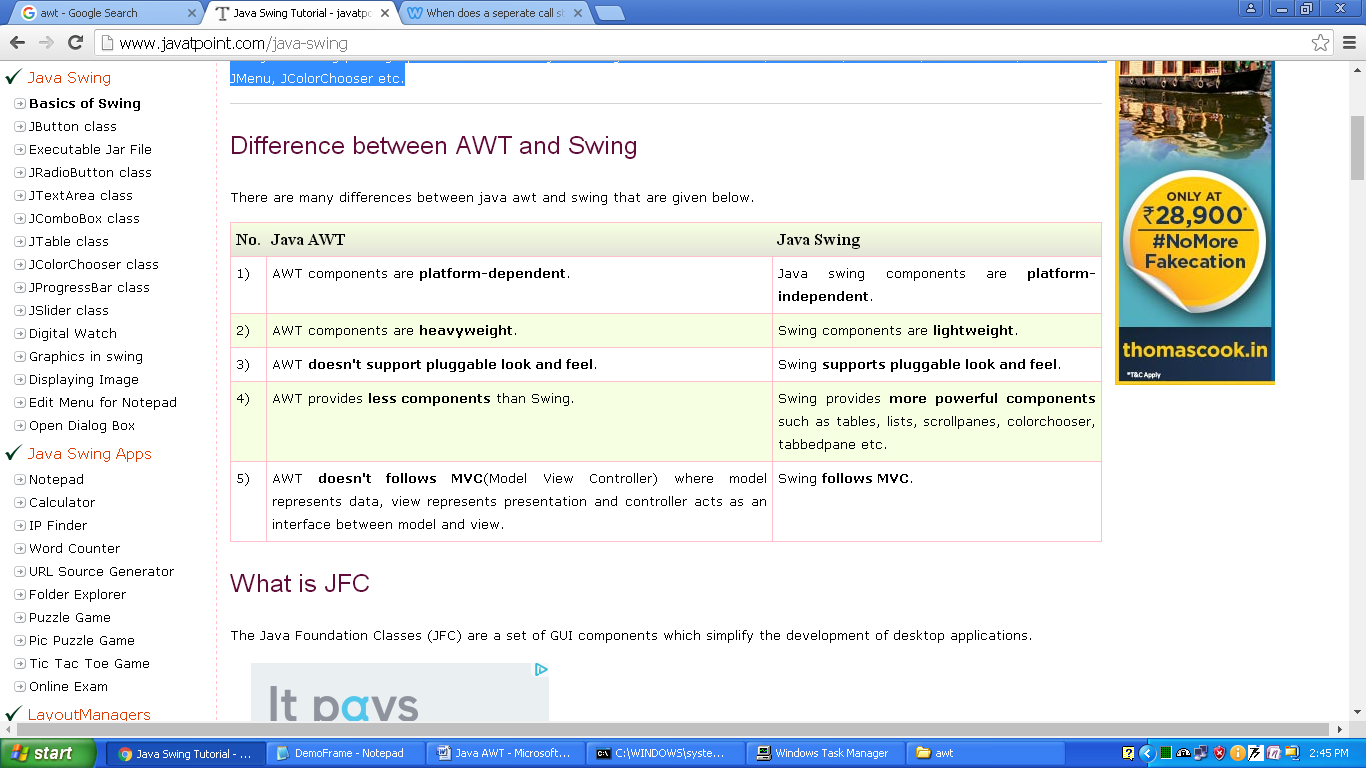 awt - Google Search
Java Swing Tutorial - javatpo
When does a seperate call st
www.javatpoint.com/java-swing
Java Swing
Basics of Swing
JButton class
Executable Jar File
JRadioButton class
JTextArea class
JComboBox class
JTable class
JColorChooser class
JProgressBar class
JSlider class
Digital Watch
Graphics in swing
Displaying Image
Edit Menu for Notepad
Open Dialog Box
Java Swing Apps
Notepad
Calculator
IP Finder
Word Counter
URL Source Generator
Folder Explorer
Puzzle Game
Pic Puzzle Game
Tic Tac Toe Game
Online Exam
LayoutManagers
JMenu, JColorChooser etc.
Difference between AWT and Swing
There are many differences between java awt and swing that are given below.
No. Java AWT Java Swing
1) AWT components are platform-dependent. Java swing components are platform-
independent.
2) AWT components are heavyweight. Swing components are lightweight.
3) AWT doesn't support pluggable look and feel. Swing supports pluggable look and feel.
4) AWT provides less components than Swing. Swing provides more powerful components
such as tables, lists, scrollpanes, colorchooser,
tabbedpane etc.
5) AWT doesn't follows MVC(Model View Controller) where model Swing follows MVC.
represents data, view represents presentation and controller acts as an
interface between model and view.
What is JFC
The Java Foundation Classes (JFC) are a set of GUI components which simplify the development of desktop applications.
It pays
ONLY AT
₹28,900*
#NoMore
Fakecation
thomascook.in
*T&C Apply
start
Java Swing Tutorial - ...
DemoFrame - Notepad
Java AWT - Microsoft...
C:\WINDOWS\syste...
Windows Task Manager
awt
2:45 PM